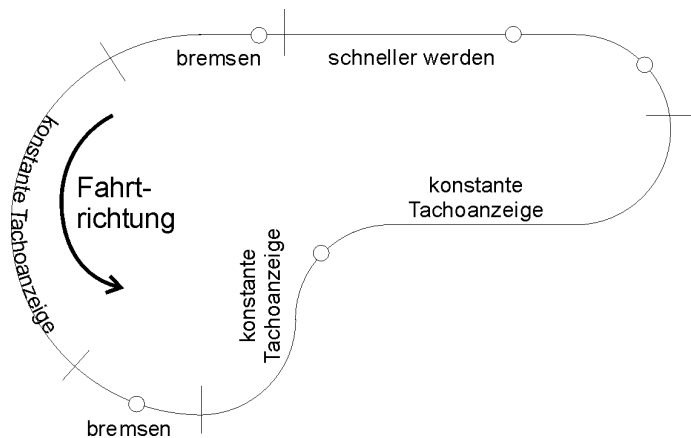 bremsen
schneller werden
konstante Tachoanzeige
Fahrt-
richtung
konstante
Tachoanzeige
konstante
Tachoanzeige
bremsen